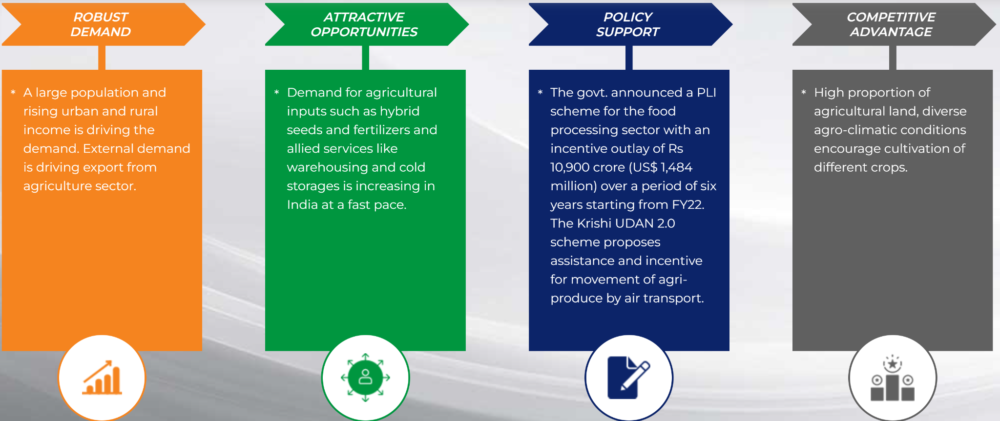 ROBUST
DEMAND
* A large population and
rising urban and rural
income is driving the
demand. External demand
is driving export from
agriculture sector.
ATTRACTIVE
OPPORTUNITIES
* Demand for agricultural
inputs such as hybrid
seeds and fertilizers and
allied services like
warehousing and cold
storages is increasing in
India at a fast pace.
POLICY
SUPPORT
* The govt. announced a PLI
scheme for the food
processing sector with an
incentive outlay of Rs
10,900 crore (US$ 1,484
million) over a period of six
years starting from FY22.
The Krishi UDAN 2.0
scheme proposes
assistance and incentive
for movement of agri-
produce by air transport.
COMPETITIVE
ADVANTAGE
* High proportion of
agricultural land, diverse
agro-climatic conditions
encourage cultivation of
different crops.